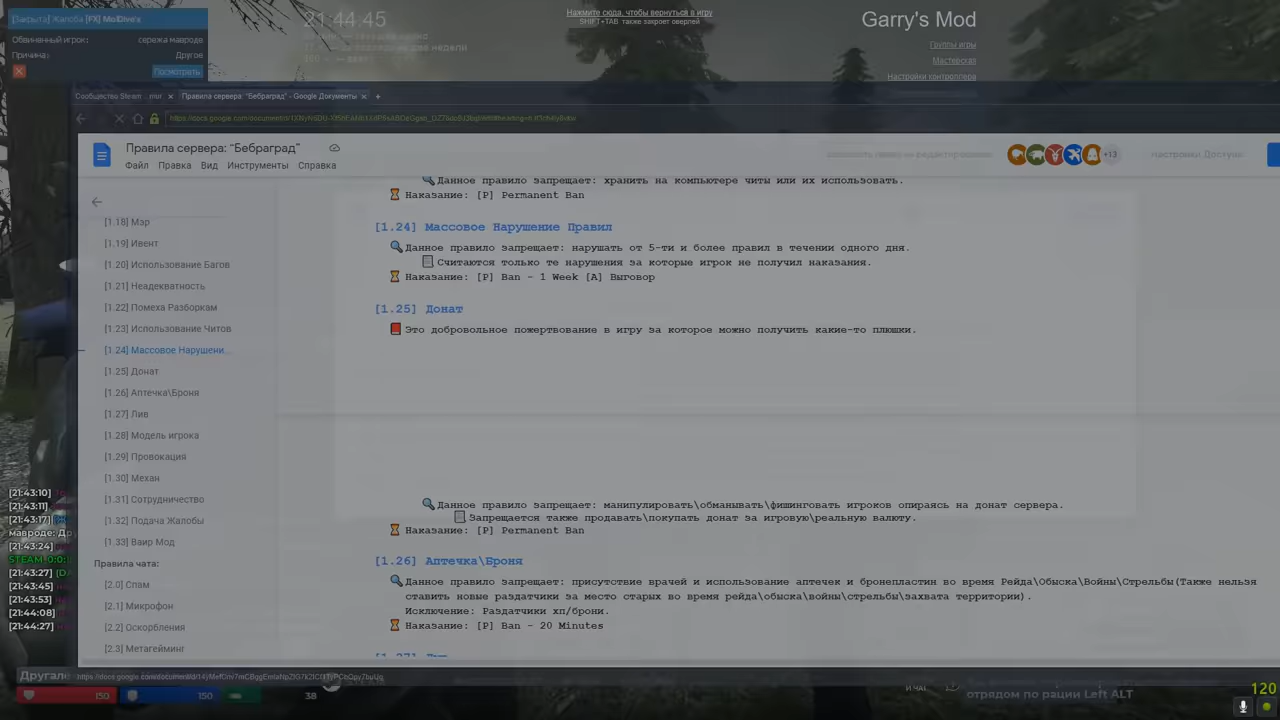 [Закрыта] Жалоба [FX]
Обвиненный игрок: сережа мавроде
Причина: Другое
Посмотреть
21:44:45
Нажмите сюда, чтобы вернуться в игру
SHIFT+TAB также закроет оверлей
Garry's Mod
Группы игры
Мастерская
Настройки контроллера
Сообщество Steam
Правила сервера: "Бебраград" - Google Документы
+
Правила сервера: “Бебраград”
Файл Правка Вид Инструменты Справка
+13
Настройки Доступа
[1.18] Мэр
[1.19] Ивент
[1.20] Использование Багов
[1.21] Неадекватность
[1.22] Помеха Разборкам
[1.23] Использование Читов
[1.24] Массовое Нарушени...
[1.25] Донат
[1.26] Аптечка\Броня
[1.27] Лив
[1.28] Модель игрока
[1.29] Провокация
[1.30] Механ
[1.31] Сотрудничество
[1.32] Подача Жалобы
[1.33] Ваир Мод
Правила чата:
[2.0] Спам
[2.1] Микрофон
[2.2] Оскорбления
[2.3] Метагейминг
Данное правило запрещает: хранить на компьютере читы или их использовать.
Наказание: [P] Permanent Ban
[1.24] Массовое Нарушение Правил
Данное правило запрещает: нарушать от 5-ти и более правил в течении одного дня.
Считаются только те нарушения за которые игрок не получил наказания.
Наказание: [P] Ban - 1 Week [A] Выговор
[1.25] Донат
Это добровольное пожертвование в игру за которое можно получить какие-то плюшки.
Данное правило запрещает: манипулировать\обманывать\фишинговать игроков опираясь на донат сервера.
Запрещается также продавать\покупать донат за игровую\реальную валюту.
Наказание: [P] Permanent Ban
[1.26] Аптечка\Броня
Данное правило запрещает: присутствие врачей и использование аптечек и бронепластин во время Рейда\Обыска\Войны\Стрельбы(Также нельзя
ставить новые раздатчики за место старых во время рейда\обыска\войны\стрельбы\захвата территории).
Исключение: Раздатчики хп/брони.
Наказание: [P] Ban - 20 Minutes
[21:43:10]
[21:43:11]
[21:43:17]
мавроде: Др
[21:43:24]
STEAM_0:0:
[21:43:27]
[21:43:45]
[21:43:53]
[21:44:08]
[21:44:27]
150
150
38
отрядом по рации Left ALT
120